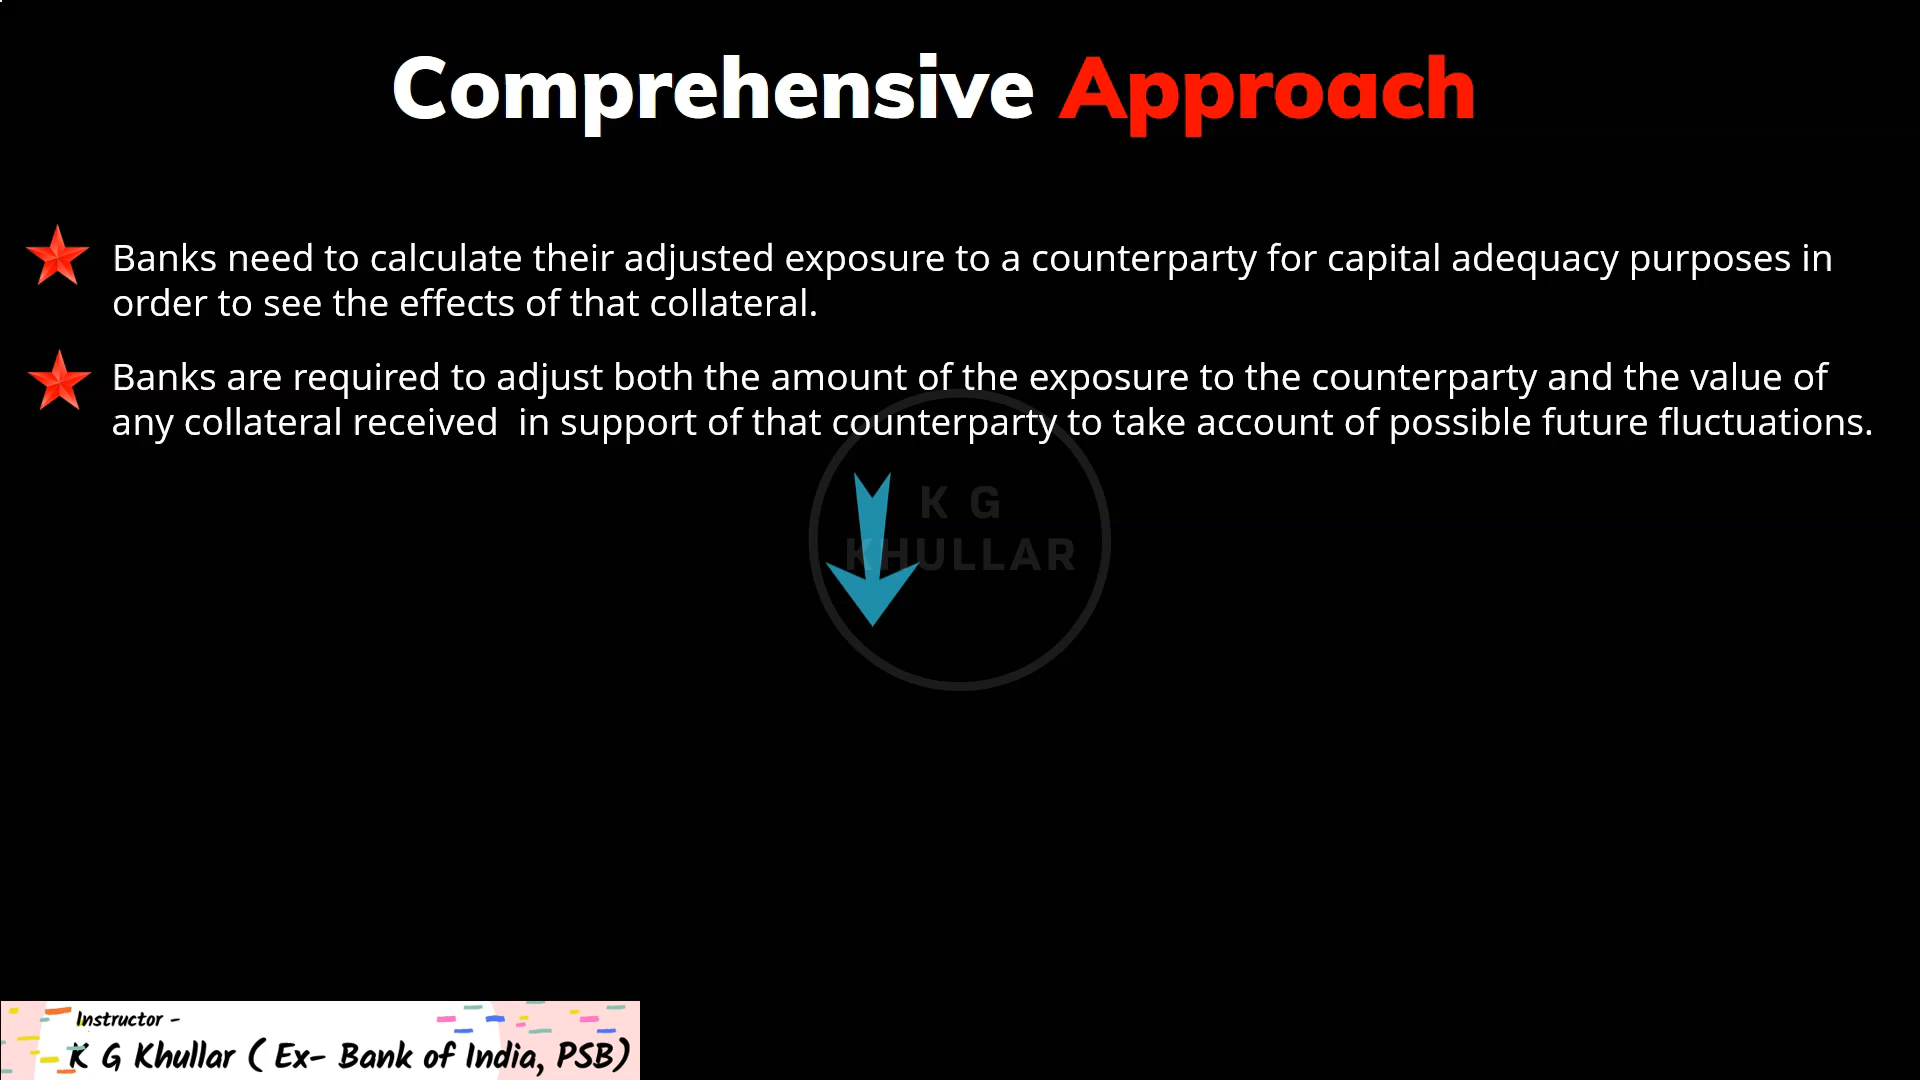 Comprehensive Approach
Banks need to calculate their adjusted exposure to a counterparty for capital adequacy purposes in
order to see the effects of that collateral.
Banks are required to adjust both the amount of the exposure to the counterparty and the value of
any collateral received  in support of that counterparty to take account of possible future fluctuations.
K G
KHULLAR
Instructor -
K G Khullar ( Ex- Bank of India, PSB)